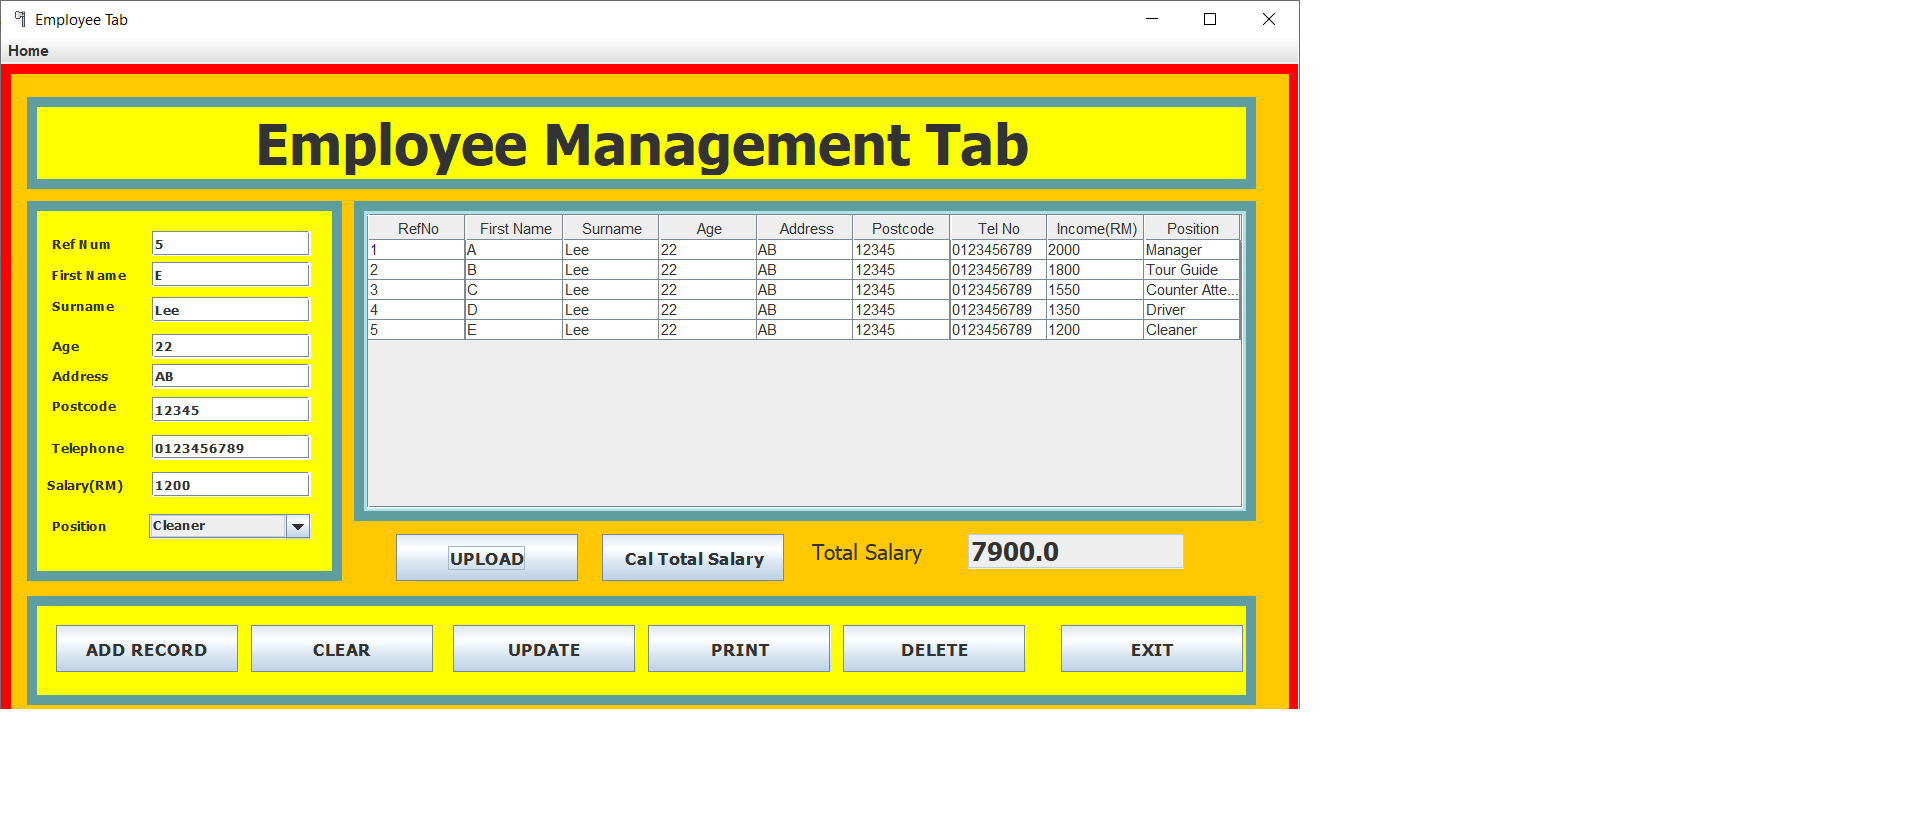 Employee Tab
Home
Employee Management Tab
Ref Num 5
First Name E
Surname Lee
Age 22
Address AB
Postcode 12345
Telephone 0123456789
Salary(RM) 1200
Position Cleaner
RefNo First Name Surname Age Address Postcode Tel No Income(RM) Position
1 A Lee 22 AB 12345 0123456789 2000 Manager
2 B Lee 22 AB 12345 0123456789 1800 Tour Guide
3 C Lee 22 AB 12345 0123456789 1550 Counter Atte...
4 D Lee 22 AB 12345 0123456789 1350 Driver
5 E Lee 22 AB 12345 0123456789 1200 Cleaner
UPLOAD Cal Total Salary Total Salary 7900.0
ADD RECORD CLEAR UPDATE PRINT DELETE EXIT